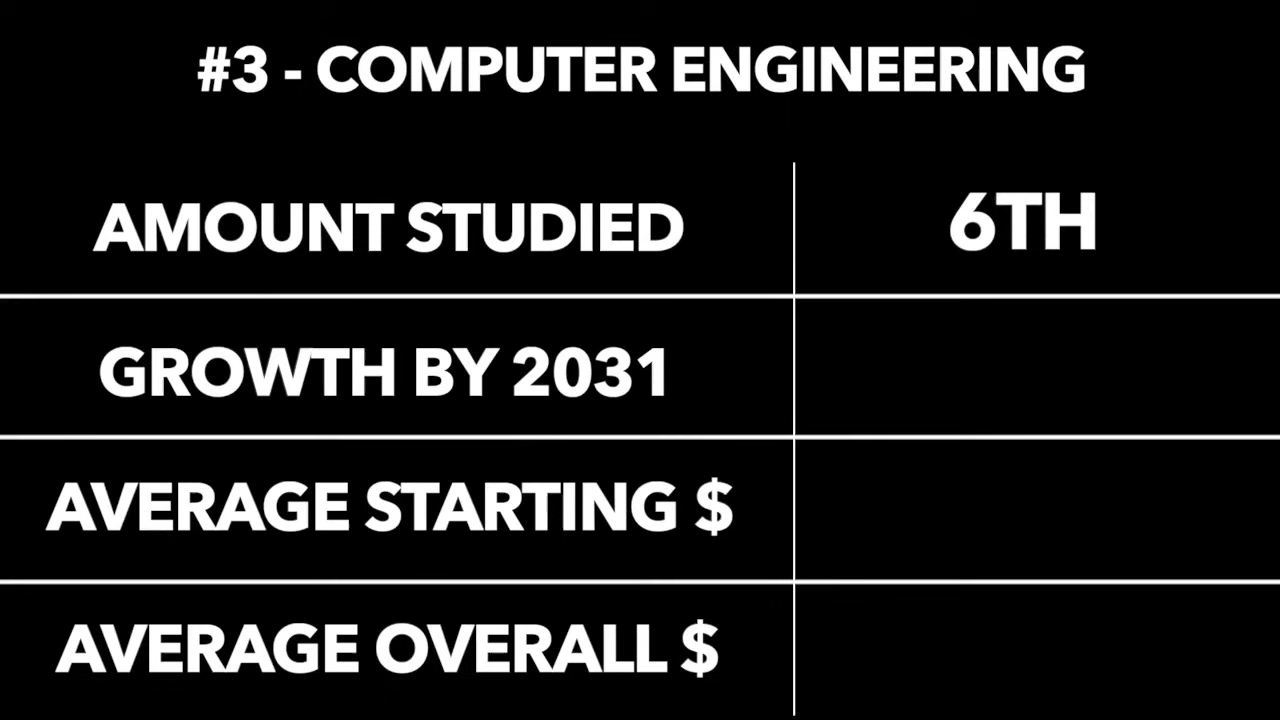 #3 - COMPUTER ENGINEERING
AMOUNT STUDIED 6TH
GROWTH BY 2031
AVERAGE STARTING $
AVERAGE OVERALL $